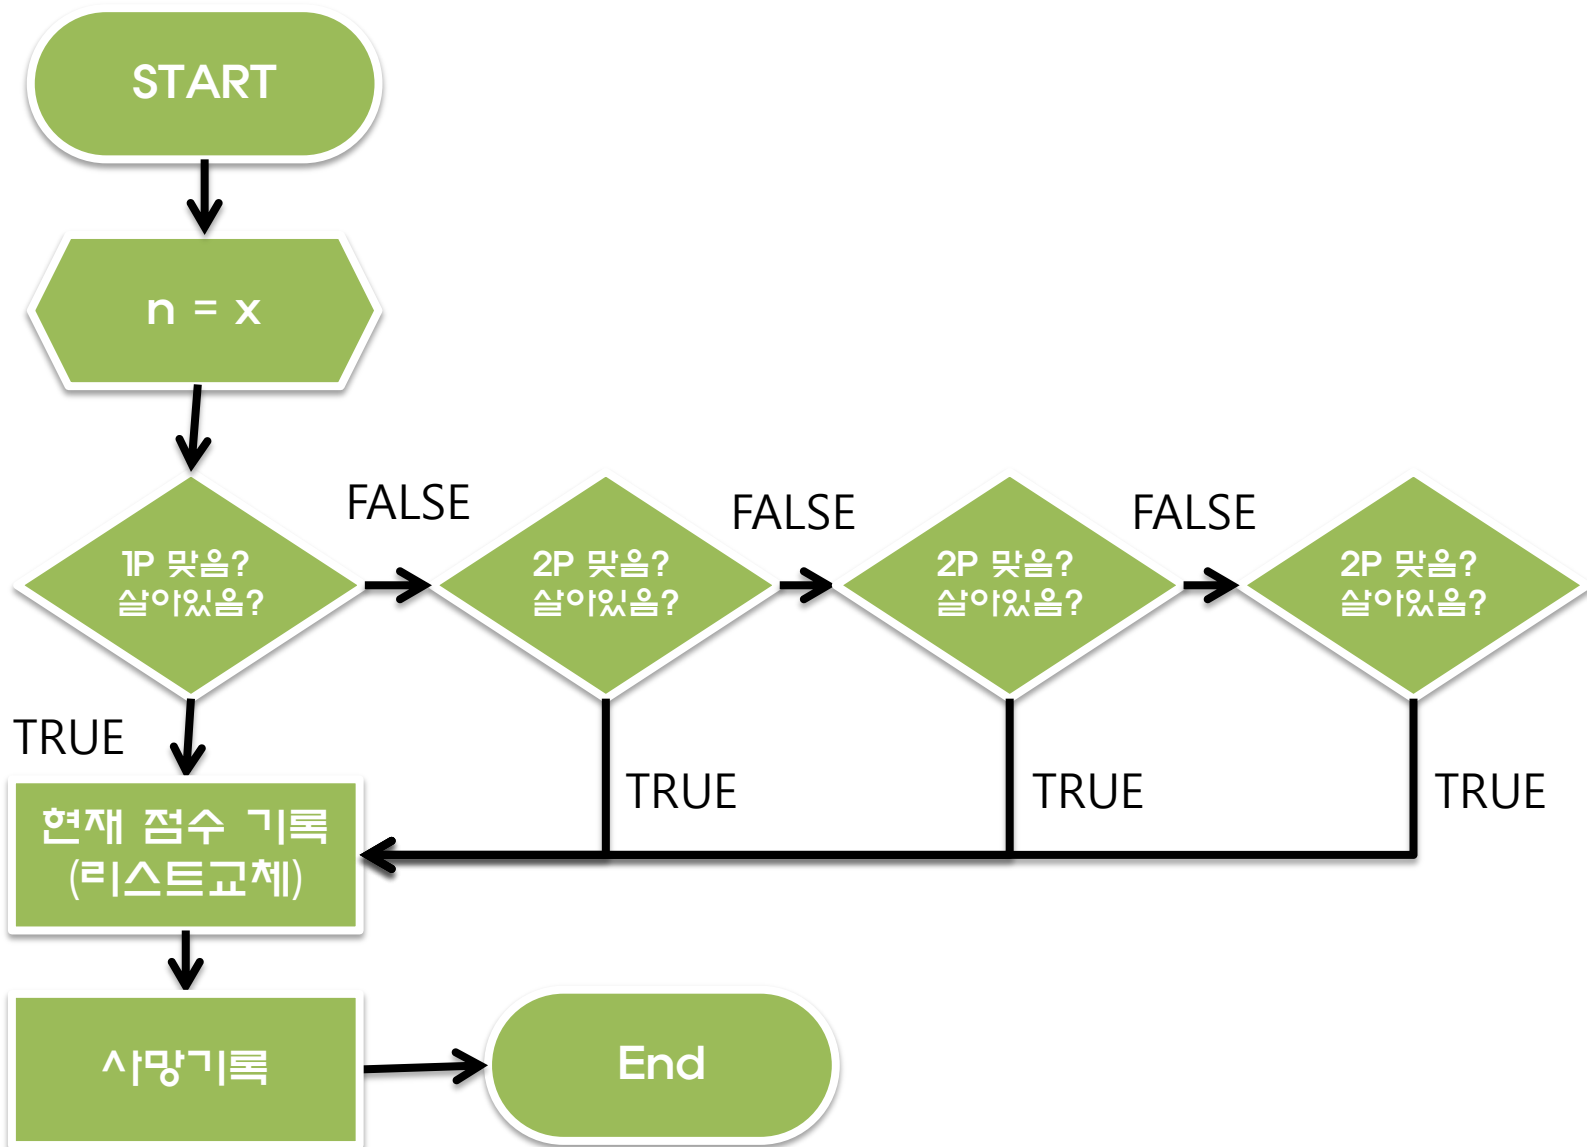 START
n = x
FALSE
FALSE
FALSE
1P 맞음?
살아있음?
2P 맞음?
살아있음?
2P 맞음?
살아있음?
2P 맞음?
살아있음?
TRUE
TRUE
TRUE
TRUE
현재 점수 기록
(리스트교체)
사망기록
End